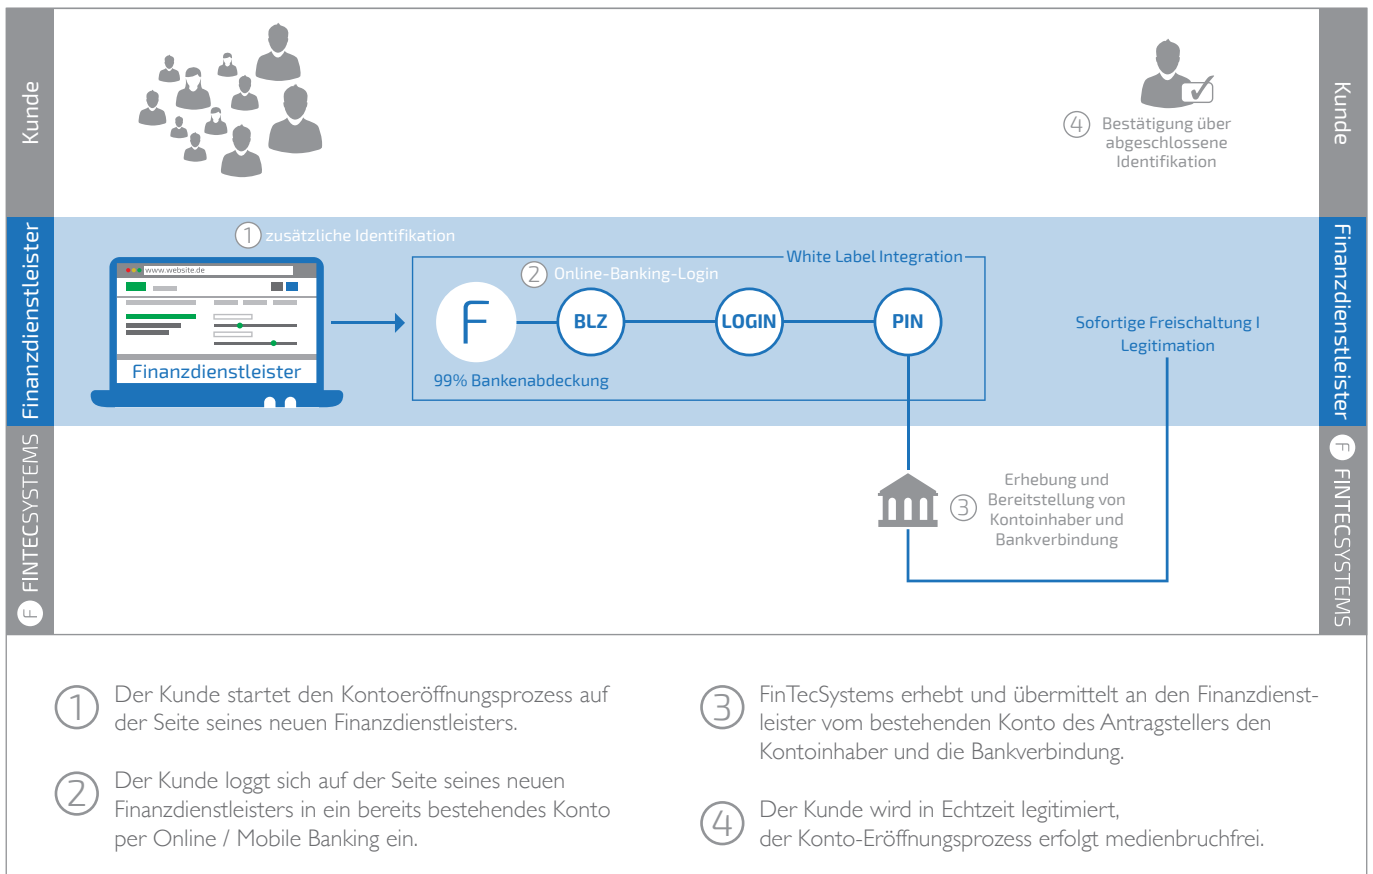 Kunde
Finanzdienstleister
F FINTECSYSTEMS
4 Bestätigung über
abgeschlossene
Identifikation
1 zusätzliche Identifikation
www.website.de
Finanzdienstleister
White Label Integration
2 Online-Banking-Login
F
BLZ
LOGIN
PIN
99% Bankenabdeckung
Sofortige Freischaltung I
Legitimation
3
Erhebung und
Bereitstellung von
Kontoinhaber und
Bankverbindung
Kunde
Finanzdienstleister
F FINTECSYSTEMS
1 Der Kunde startet den Kontoeröffnungsprozess auf
der Seite seines neuen Finanzdienstleisters.
2 Der Kunde loggt sich auf der Seite seines neuen
Finanzdienstleisters in ein bereits bestehendes Konto
per Online / Mobile Banking ein.
3 FinTecSystems erhebt und übermittelt an den Finanzdienst-
leister vom bestehenden Konto des Antragstellers den
Kontoinhaber und die Bankverbindung.
4 Der Kunde wird in Echtzeit legitimiert,
der Konto-Eröffnungsprozess erfolgt medienbruchfrei.